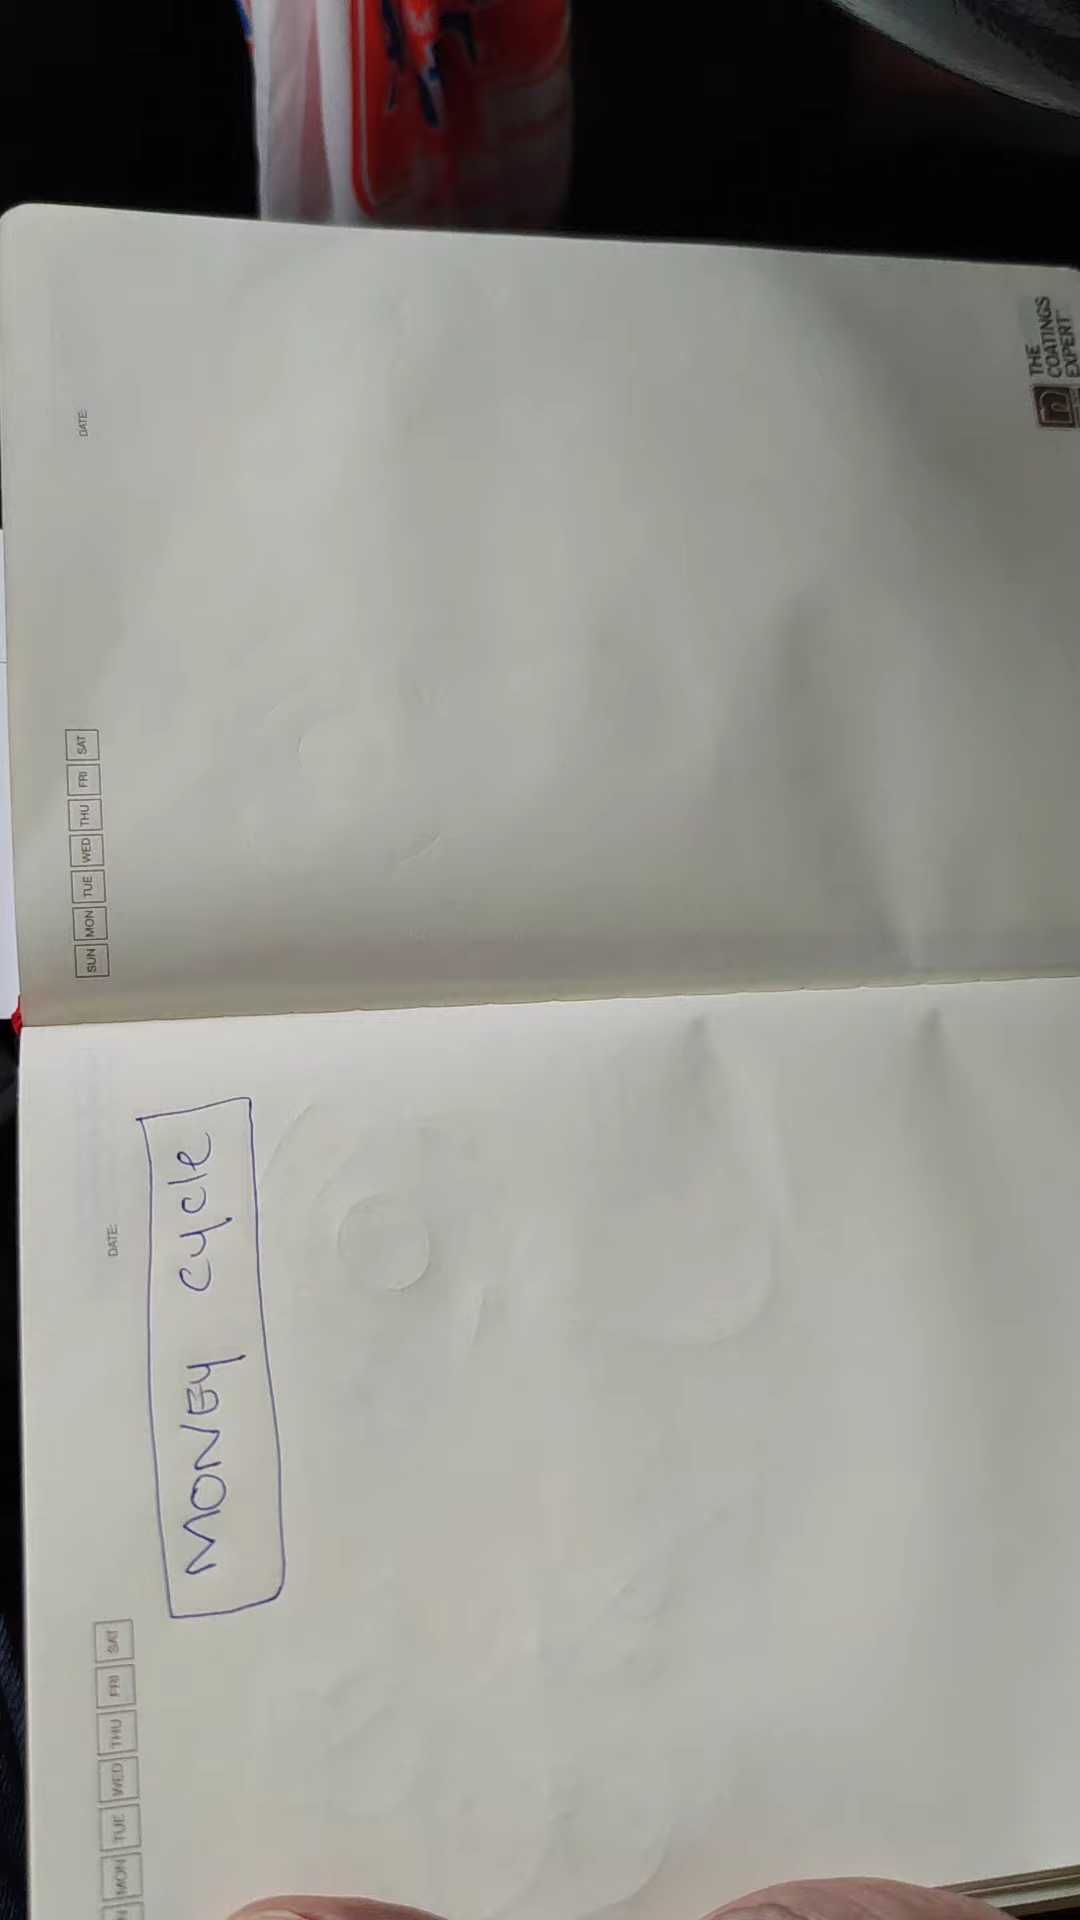 SUN MON TUE WED THU FRI SAT
DATE:
THE
COATINGS
EXPERT
MON TUE WED THU FRI SAT
DATE:
MONEY cycle